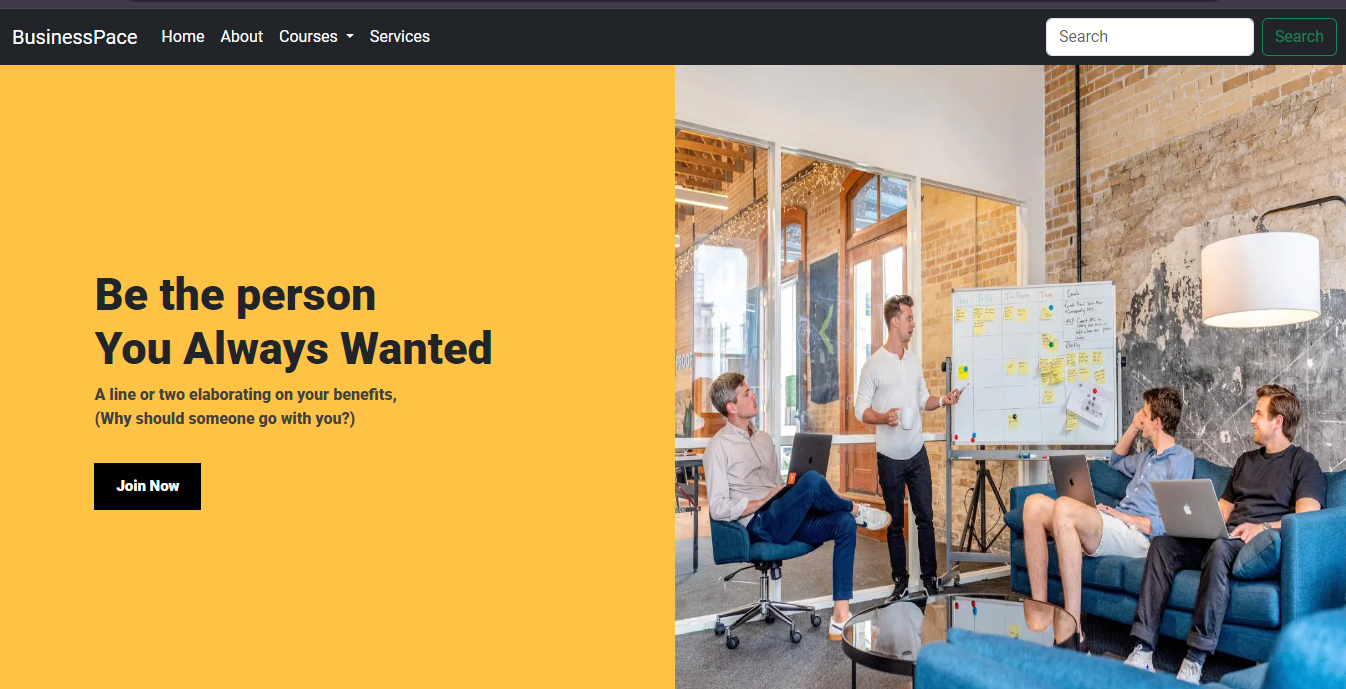 BusinessPace Home About Courses Services Search Search
Be the person
You Always Wanted
A line or two elaborating on your benefits,
(Why should someone go with you?)
Join Now